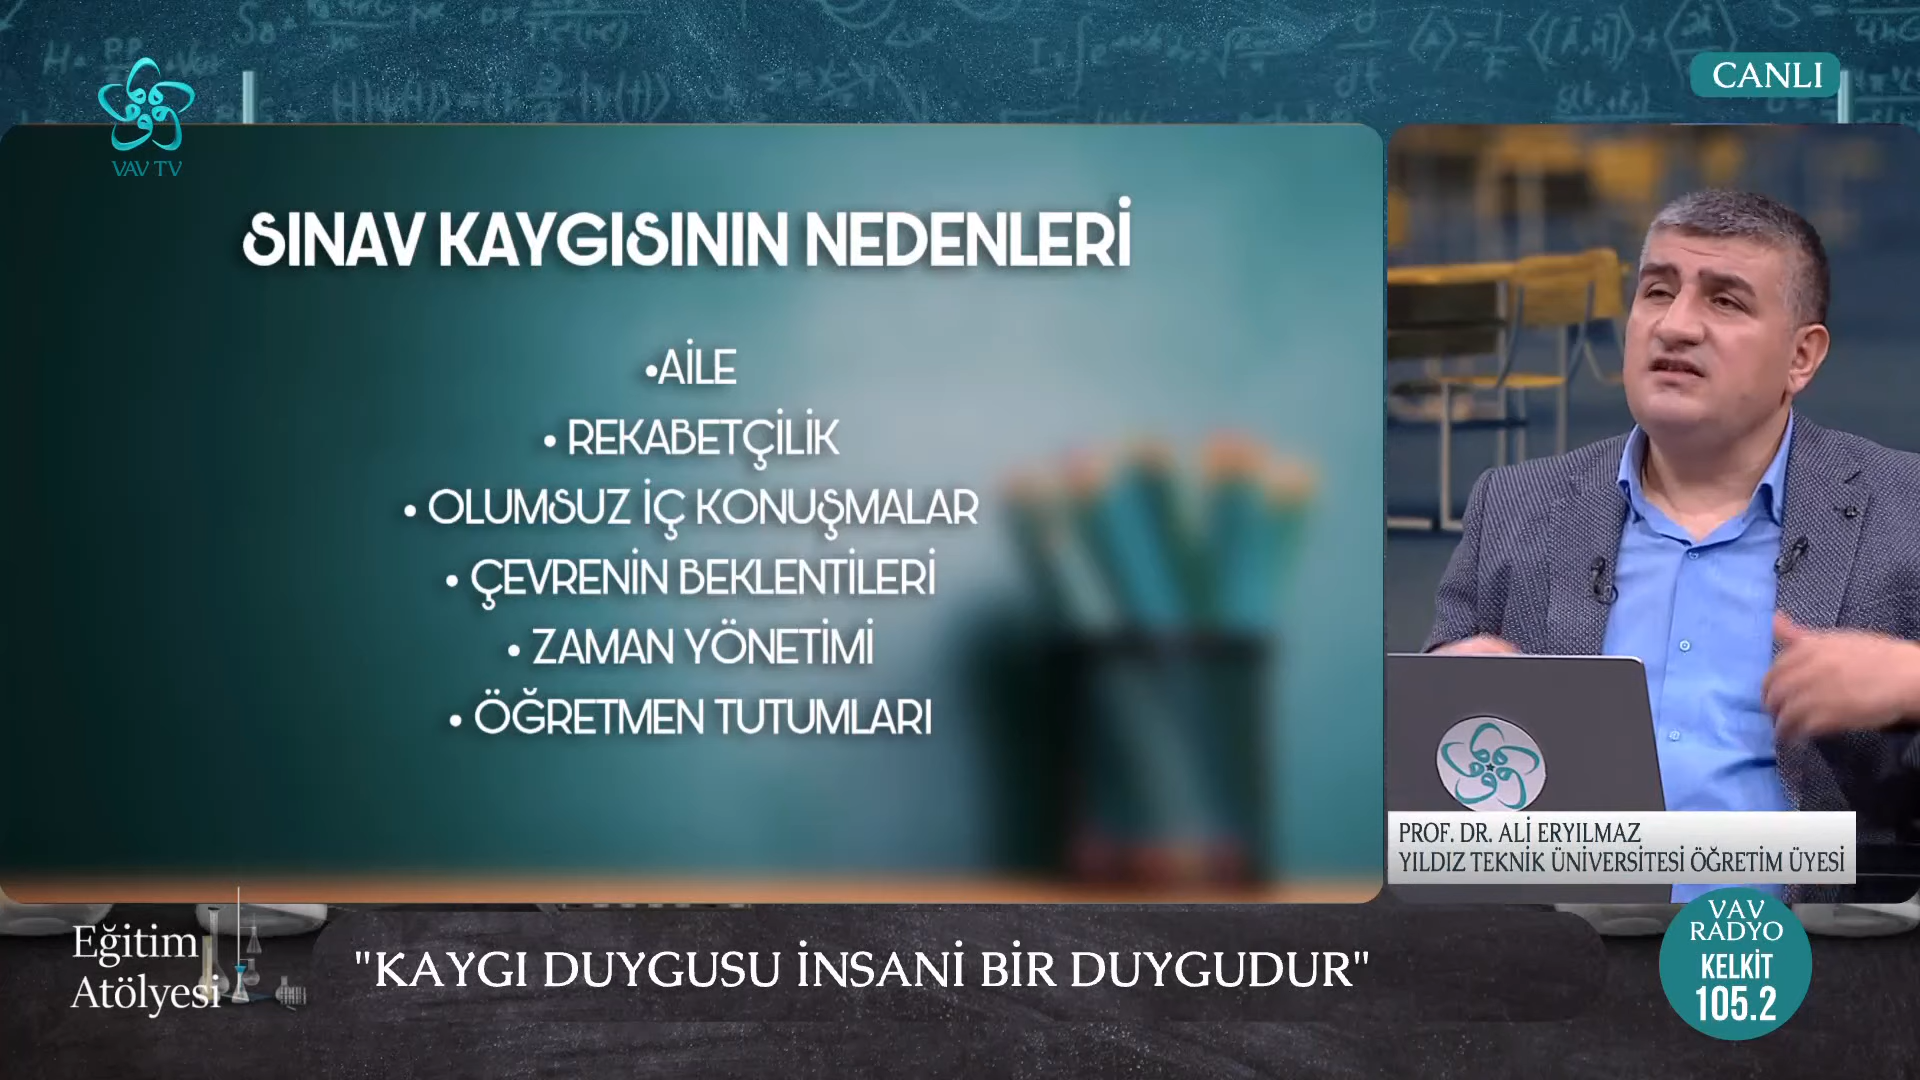 VAV TV
CANLI
SINAV KAYGISININ NEDENLERİ
•AİLE
• REKABETÇİLİK
• OLUMSUZ İÇ KONUŞMALAR
• ÇEVRENİN BEKLENTİLERİ
• ZAMAN YÖNETİMİ
• ÖĞRETMEN TUTUMLARI
PROF. DR. ALİ ERYILMAZ
YILDIZ TEKNİK ÜNİVERSİTESİ ÖĞRETİM ÜYESİ
Eğitim
Atölyesi
"KAYGI DUYGUSU İNSANİ BİR DUYGUDUR"
VAV
RADYO
KELKİT
105.2